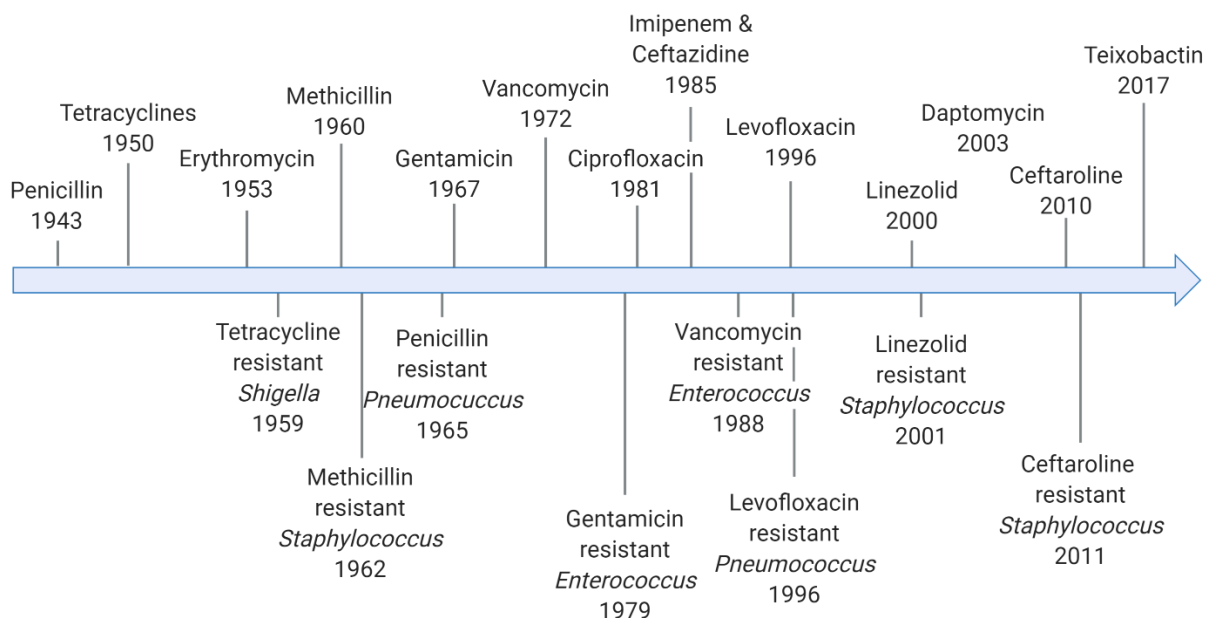 Penicillin
1943
Tetracyclines
1950
Erythromycin
1953
Methicillin
1960
Gentamicin
1967
Vancomycin
1972
Ciprofloxacin
1981
Imipenem &
Ceftazidine
1985
Levofloxacin
1996
Linezolid
2000
Daptomycin
2003
Ceftaroline
2010
Teixobactin
2017
Tetracycline
resistant
Shigella
1959
Methicillin
resistant
Staphylococcus
1962
Penicillin
resistant
Pneumocuccus
1965
Gentamicin
resistant
Enterococcus
1979
Vancomycin
resistant
Enterococcus
1988
Levofloxacin
resistant
Pneumococcus
1996
Linezolid
resistant
Staphylococcus
2001
Ceftaroline
resistant
Staphylococcus
2011